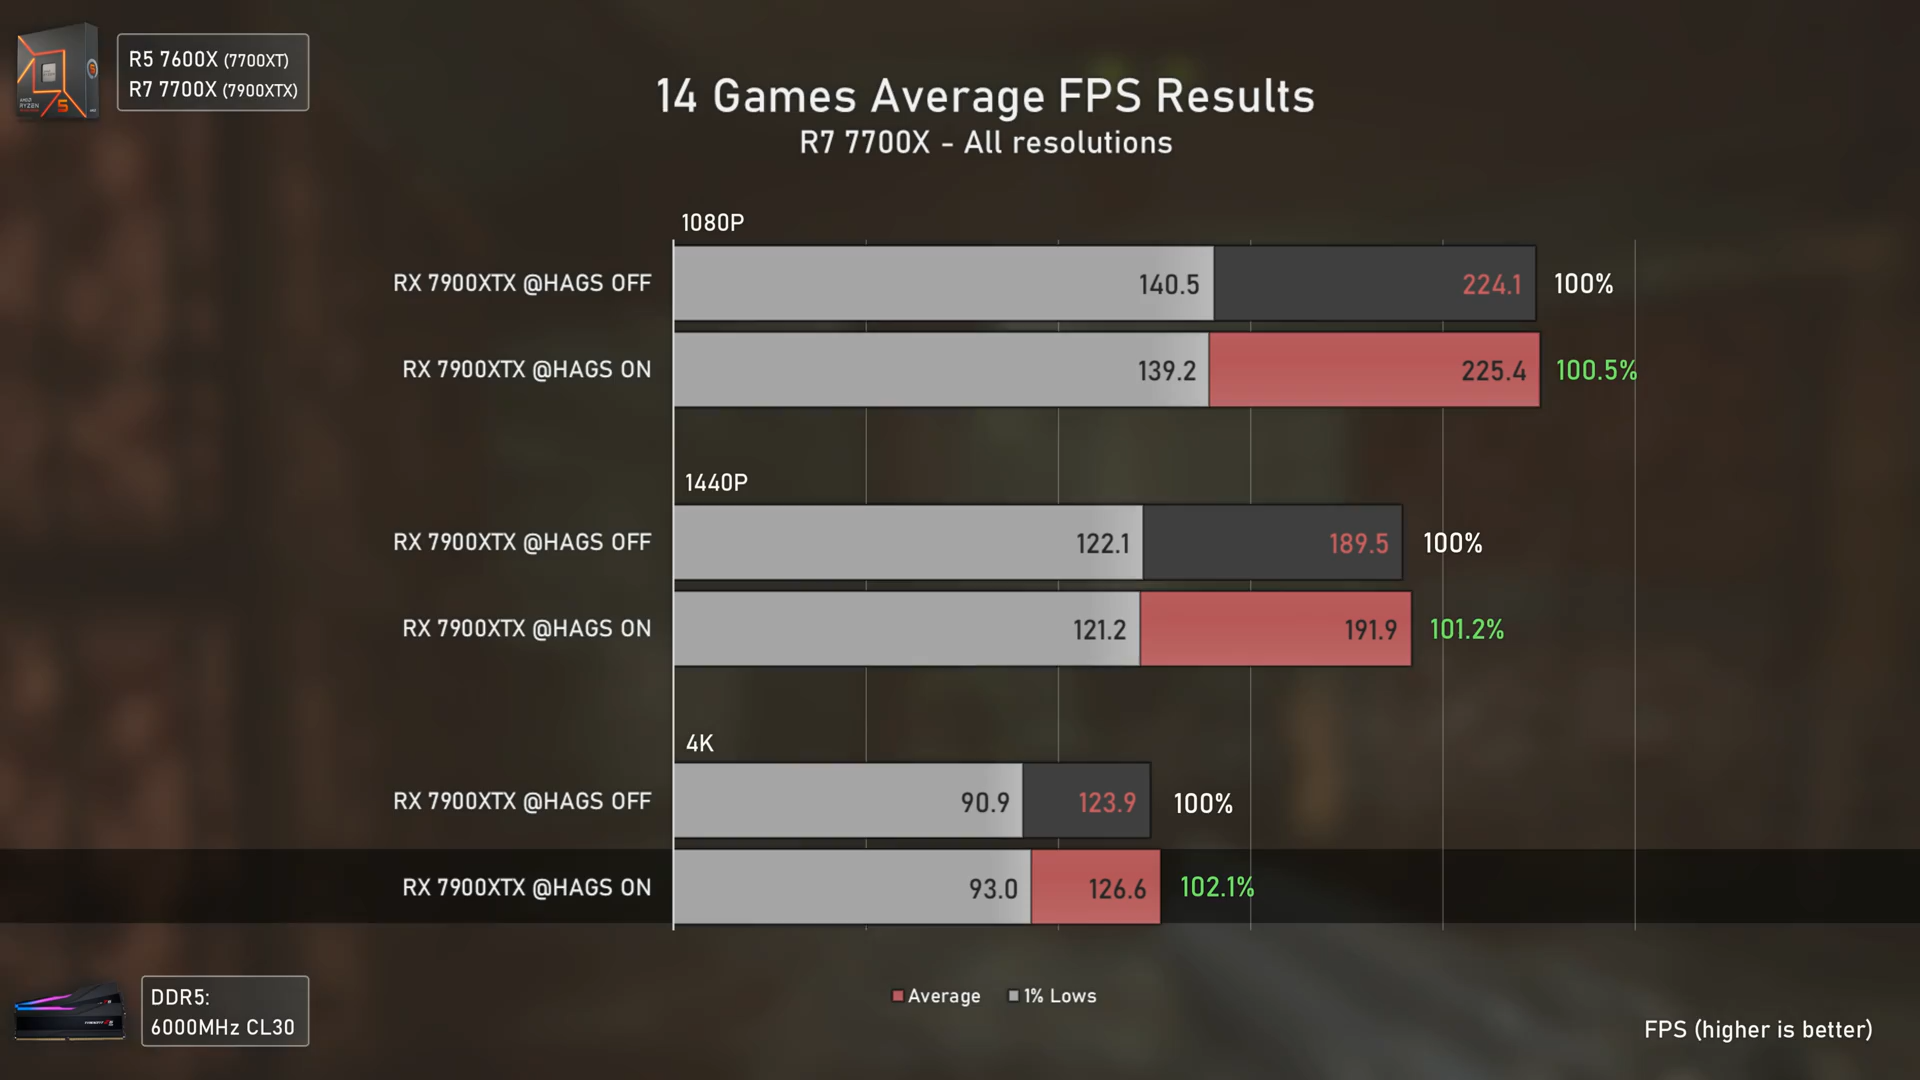 R5 7600X (7700XT)
R7 7700X (7900XTX)
AMD
RYZEN
5
14 Games Average FPS Results
R7 7700X - All resolutions
1080P
RX 7900XTX @HAGS OFF
140.5
224.1
100%
RX 7900XTX @HAGS ON
139.2
225.4
100.5%
1440P
RX 7900XTX @HAGS OFF
122.1
189.5
100%
RX 7900XTX @HAGS ON
121.2
191.9
101.2%
4K
RX 7900XTX @HAGS OFF
90.9
123.9
100%
RX 7900XTX @HAGS ON
93.0
126.6
102.1%
Average
1% Lows
DDR5:
6000MHz CL30
FPS (higher is better)